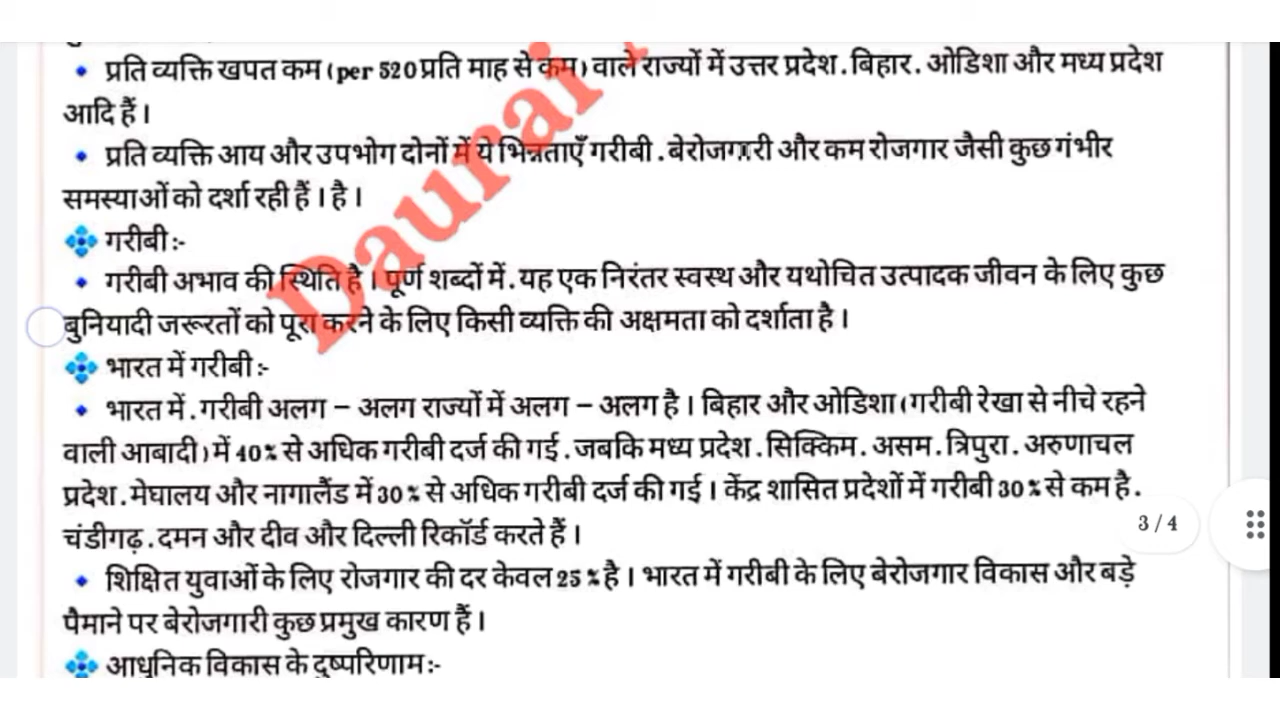 • प्रति व्यक्ति खपत कम (per 520 प्रति माह से कम) वाले राज्यों में उत्तर प्रदेश . बिहार . ओडिशा और मध्य प्रदेश
आदि हैं ।
• प्रति व्यक्ति आय और उपभोग दोनों में ये भिन्नताएँ गरीबी . बेरोजगारी और कम रोजगार जैसी कुछ गंभीर
समस्याओं को दर्शा रही हैं । है ।
गरीबी :-
• गरीबी अभाव की स्थिति है । पूर्ण शब्दों में . यह एक निरंतर स्वस्थ और यथोचित उत्पादक जीवन के लिए कुछ
बुनियादी जरूरतों को पूरा करने के लिए किसी व्यक्ति की अक्षमता को दर्शाता है ।
भारत में गरीबी :-
• भारत में . गरीबी अलग – अलग राज्यों में अलग – अलग है । बिहार और ओडिशा (गरीबी रेखा से नीचे रहने
वाली आबादी) में 40% से अधिक गरीबी दर्ज की गई . जबकि मध्य प्रदेश . सिक्किम . असम . त्रिपुरा . अरुणाचल
प्रदेश . मेघालय और नागालैंड में 30% से अधिक गरीबी दर्ज की गई । केंद्र शासित प्रदेशों में गरीबी 30% से कम है .
चंडीगढ़ . दमन और दीव और दिल्ली रिकॉर्ड करते हैं ।
• शिक्षित युवाओं के लिए रोजगार की दर केवल 25% है । भारत में गरीबी के लिए बेरोजगार विकास और बड़े
पैमाने पर बेरोजगारी कुछ प्रमुख कारण हैं ।
आधुनिक विकास के दुष्परिणाम:-
Daurai
3 / 4